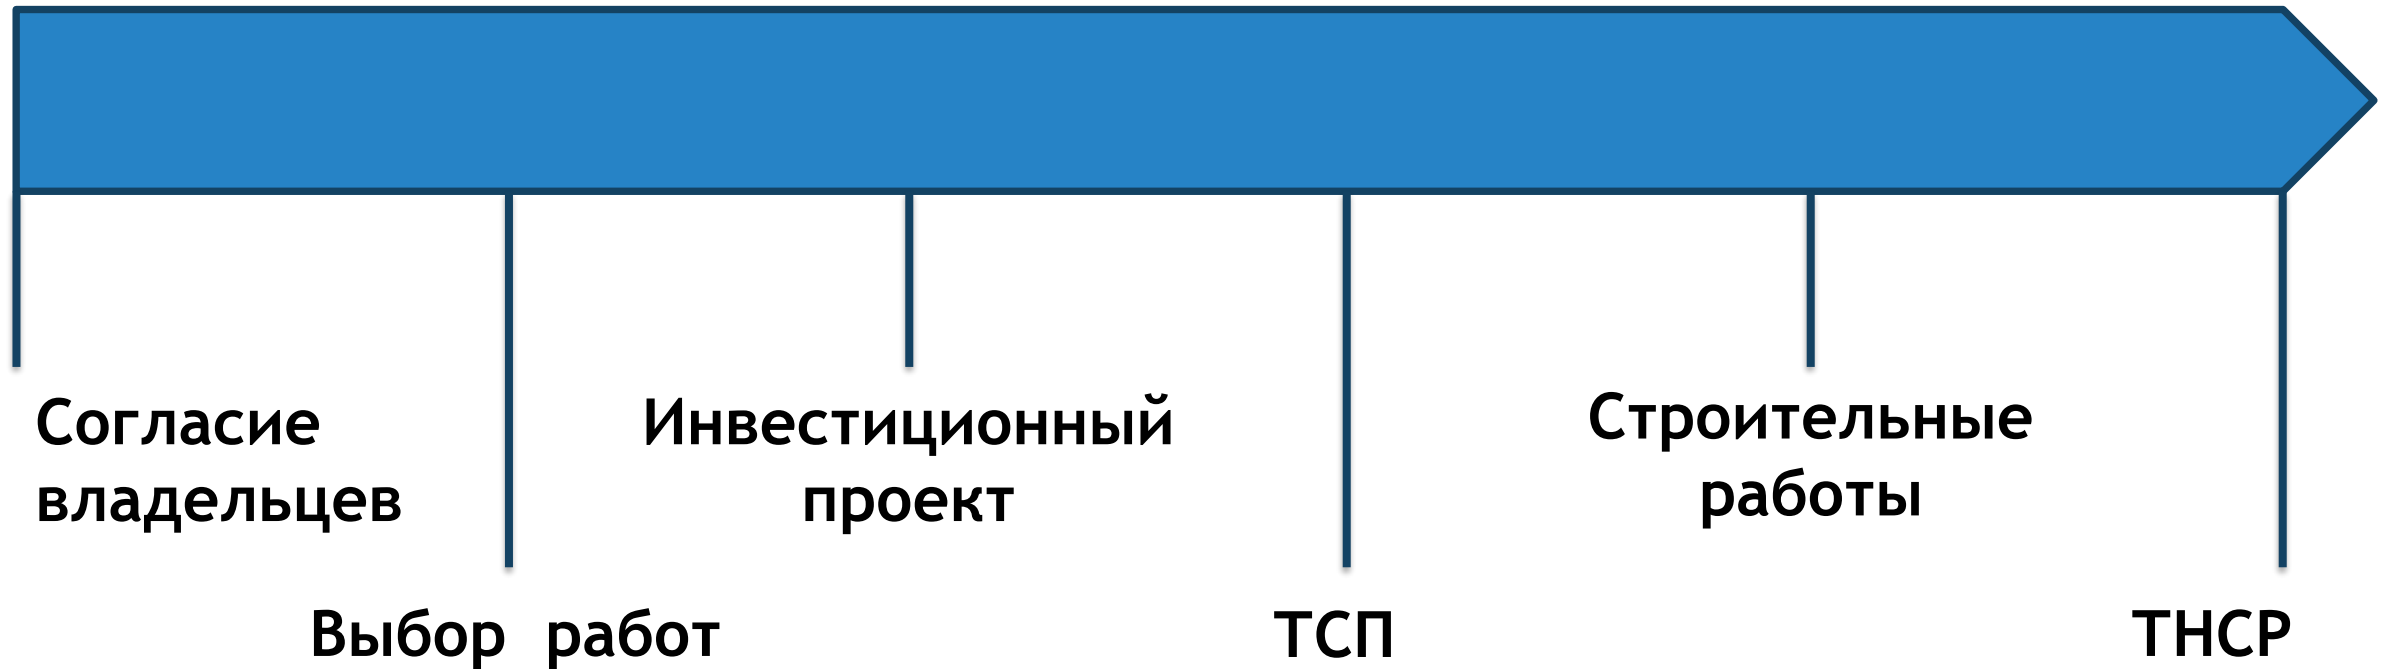 Согласие
владельцев
Выбор работ
Инвестиционный
проект
ТСП
Строительные
работы
ТНСР